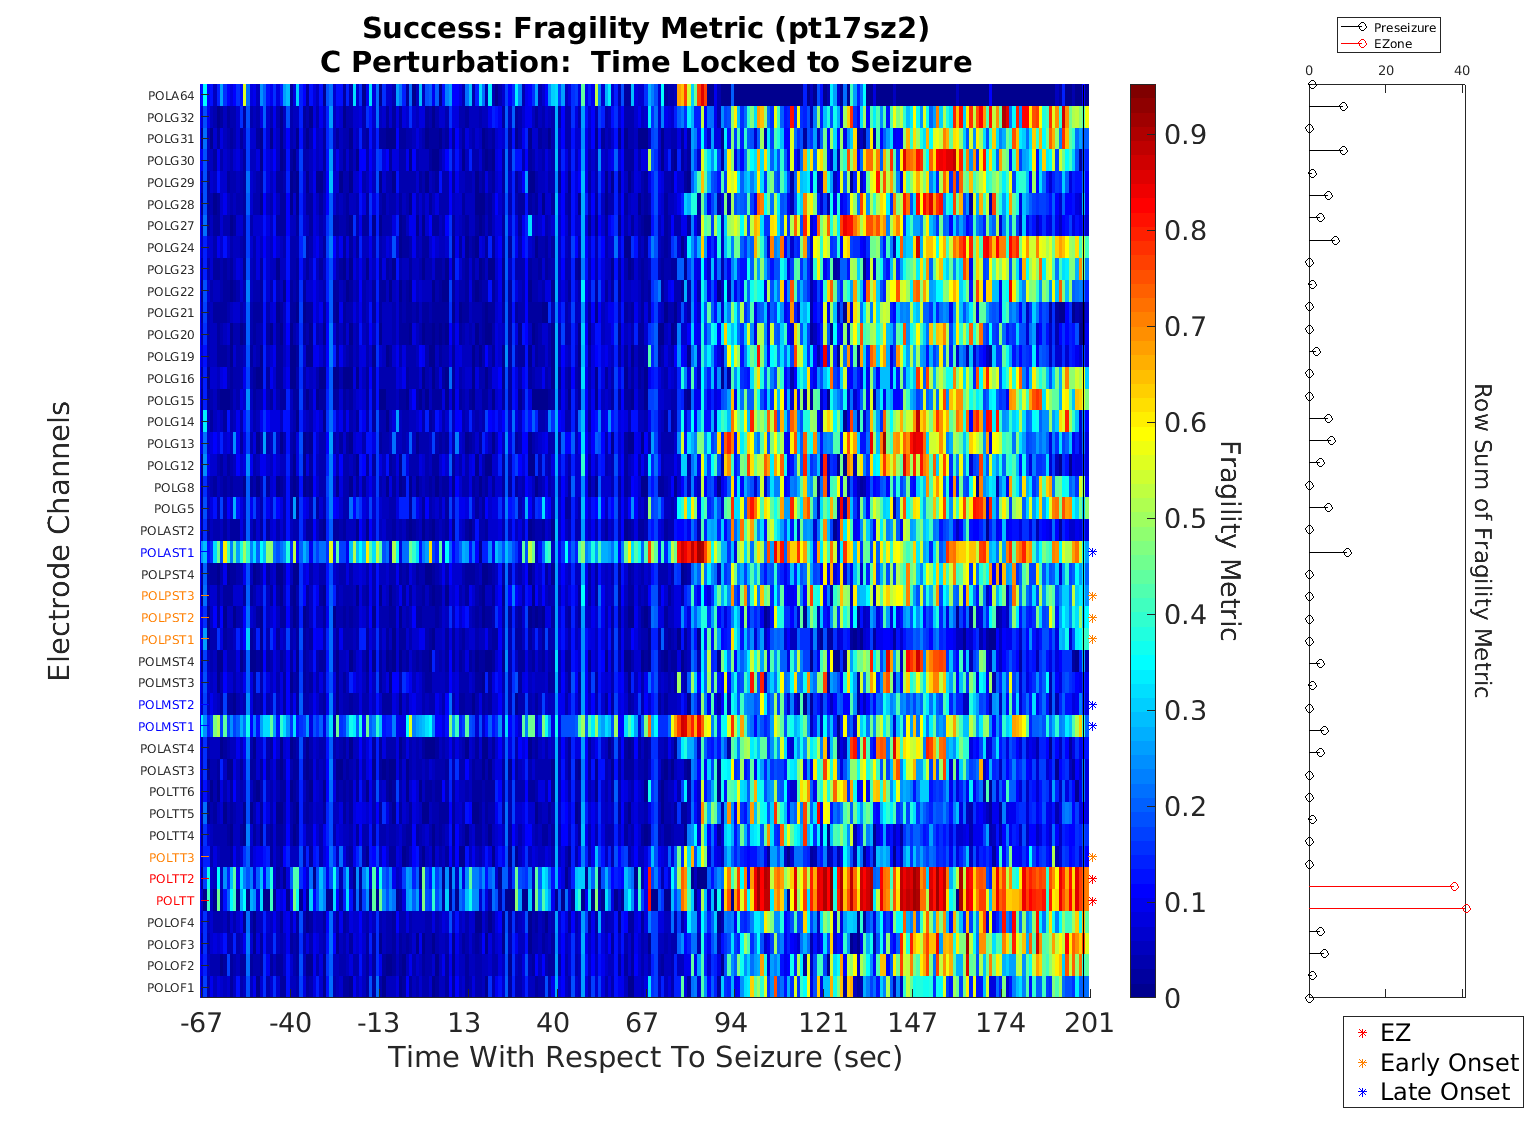 Success: Fragility Metric (pt17sz2)
C Perturbation:  Time Locked to Seizure
Preseizure
EZone
0 20 40
POLA64
POLG32
POLG31
POLG30
POLG29
POLG28
POLG27
POLG24
POLG23
POLG22
POLG21
POLG20
POLG19
POLG16
POLG15
POLG14
POLG13
POLG12
POLG8
POLG5
POLAST2
POLAST1
POLPST4
POLPST3
POLPST2
POLPST1
POLMST4
POLMST3
POLMST2
POLMST1
POLAST4
POLAST3
POLTT6
POLTT5
POLTT4
POLTT3
POLTT2
POLTT
POLOF4
POLOF3
POLOF2
POLOF1
Electrode Channels
-67 -40 -13 13 40 67 94 121 147 174 201
Time With Respect To Seizure (sec)
0.9
0.8
0.7
0.6
0.5
0.4
0.3
0.2
0.1
0
Fragility Metric
Row Sum of Fragility Metric
EZ
Early Onset
Late Onset